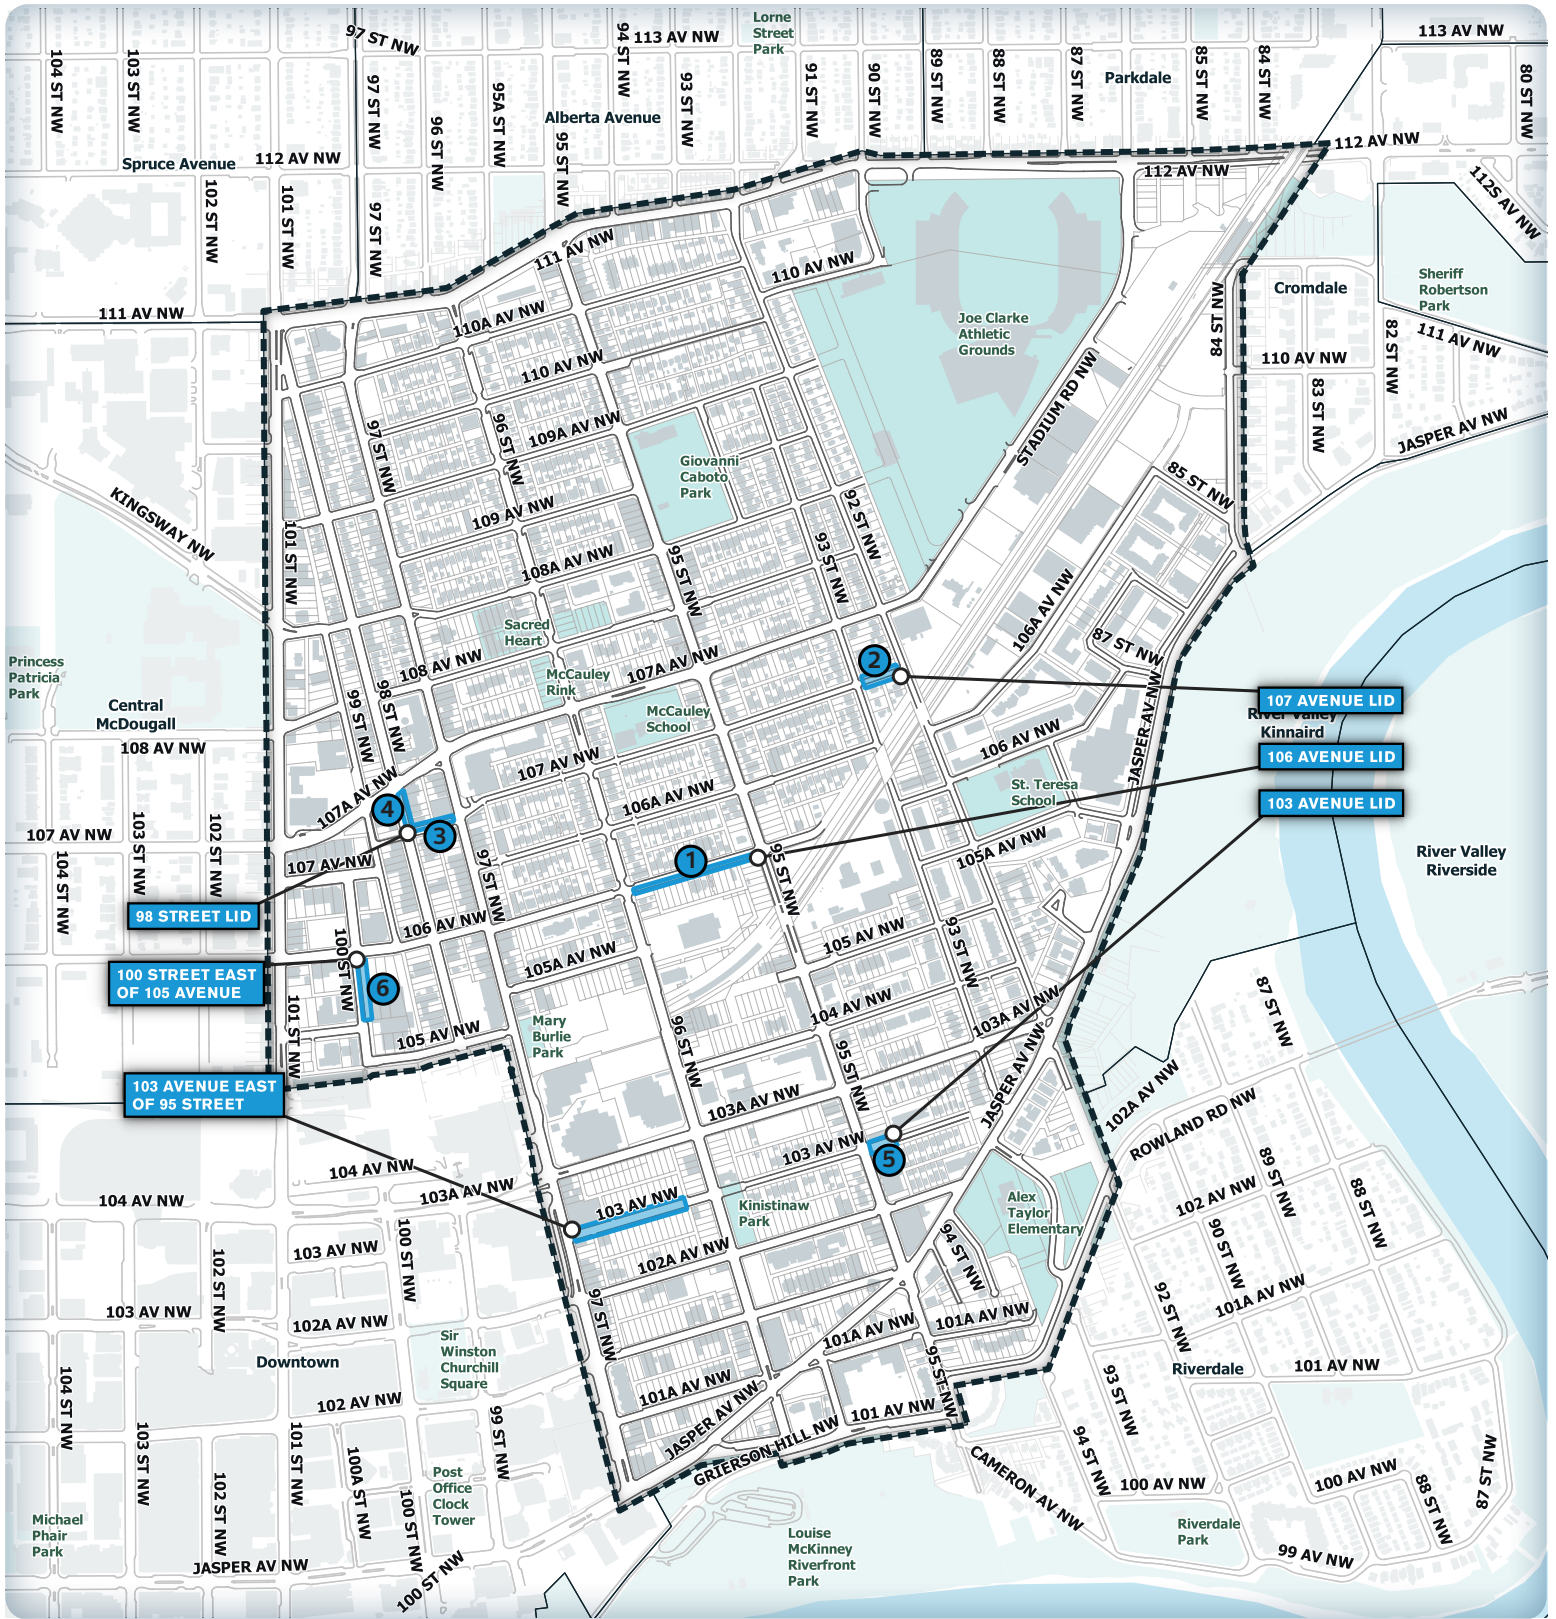 97 ST NW
94 ST NW
113 AV NW
Lorne
Street
Park
113 AV NW
104 ST NW
103 ST NW
97 ST NW
96 ST NW
95A ST NW
95 ST NW
93 ST NW
91 ST NW
90 ST NW
89 ST NW
88 ST NW
87 ST NW
Parkdale
85 ST NW
84 ST NW
80 ST NW
Alberta Avenue
Spruce Avenue
112 AV NW
112 AV NW
112 AV NW
112S AV NW
102 ST NW
101 ST NW
97 ST NW
111 AV NW
110 AV NW
Sheriff
Robertson
Park
Cromdale
111 AV NW
110A AV NW
Joe Clarke
Athletic
Grounds
84 ST NW
82 ST NW
111 AV NW
110 AV NW
110 AV NW
STADIUM RD NW
83 ST NW
JASPER AV NW
97 ST NW
96 ST NW
109A AV NW
Giovanni
Caboto
Park
85 ST NW
KINGSWAY NW
101 ST NW
109 AV NW
92 ST NW
93 ST NW
108A AV NW
95 ST NW
106A AV NW
87 ST NW
Sacred
Heart
Princess
Patricia
Park
108 AV NW
McCauley
Rink
107A AV NW
2
107 AVENUE LID
River Valley
Kinnaird
Central
McDougall
108 AV NW
99 ST NW
98 ST NW
McCauley
School
JASPER AV NW
106 AV NW
106 AVENUE LID
107 AV NW
106A AV NW
St. Teresa
School
103 AVENUE LID
107A AV NW
4
3
107 AV NW
103 ST NW
102 ST NW
104 ST NW
107 AV NW
97 ST NW
1
95 ST NW
105A AV NW
River Valley
Riverside
98 STREET LID
106 AV NW
105 AV NW
93 ST NW
100 ST NW
105A AV NW
100 STREET EAST
OF 105 AVENUE
6
101 ST NW
105 AV NW
Mary
Burlie
Park
96 ST NW
104 AV NW
103A AV NW
87 ST NW
95 ST NW
JASPER AV NW
103 AVENUE EAST
OF 95 STREET
103A AV NW
102A AV NW
ROWLAND RD NW
103 AV NW
5
104 AV NW
103A AV NW
104 AV NW
103 AV NW
Kinistinaw
Park
Alex
Taylor
Elementary
102 AV NW
89 ST NW
88 ST NW
90 ST NW
103 AV NW
100 ST NW
102 ST NW
102A AV NW
94 ST NW
92 ST NW
101A AV NW
103 AV NW
102A AV NW
97 ST NW
101A AV NW
101A AV NW
Downtown
Sir
Winston
Churchill
Square
95 ST NW
Riverdale
101 AV NW
104 ST NW
102 AV NW
101A AV NW
JASPER AV NW
101 AV NW
93 ST NW
103 ST NW
101 ST NW
99 ST NW
GRIERSON HILL NW
94 ST NW
CAMERON AV NW
100 AV NW
100 AV NW
88 ST NW
87 ST NW
102 ST NW
100A ST NW
100 ST NW
Post
Office
Clock
Tower
Michael
Phair
Park
Louise
McKinney
Riverfront
Park
Riverdale
Park
99 AV NW
JASPER AV NW
100 ST NW